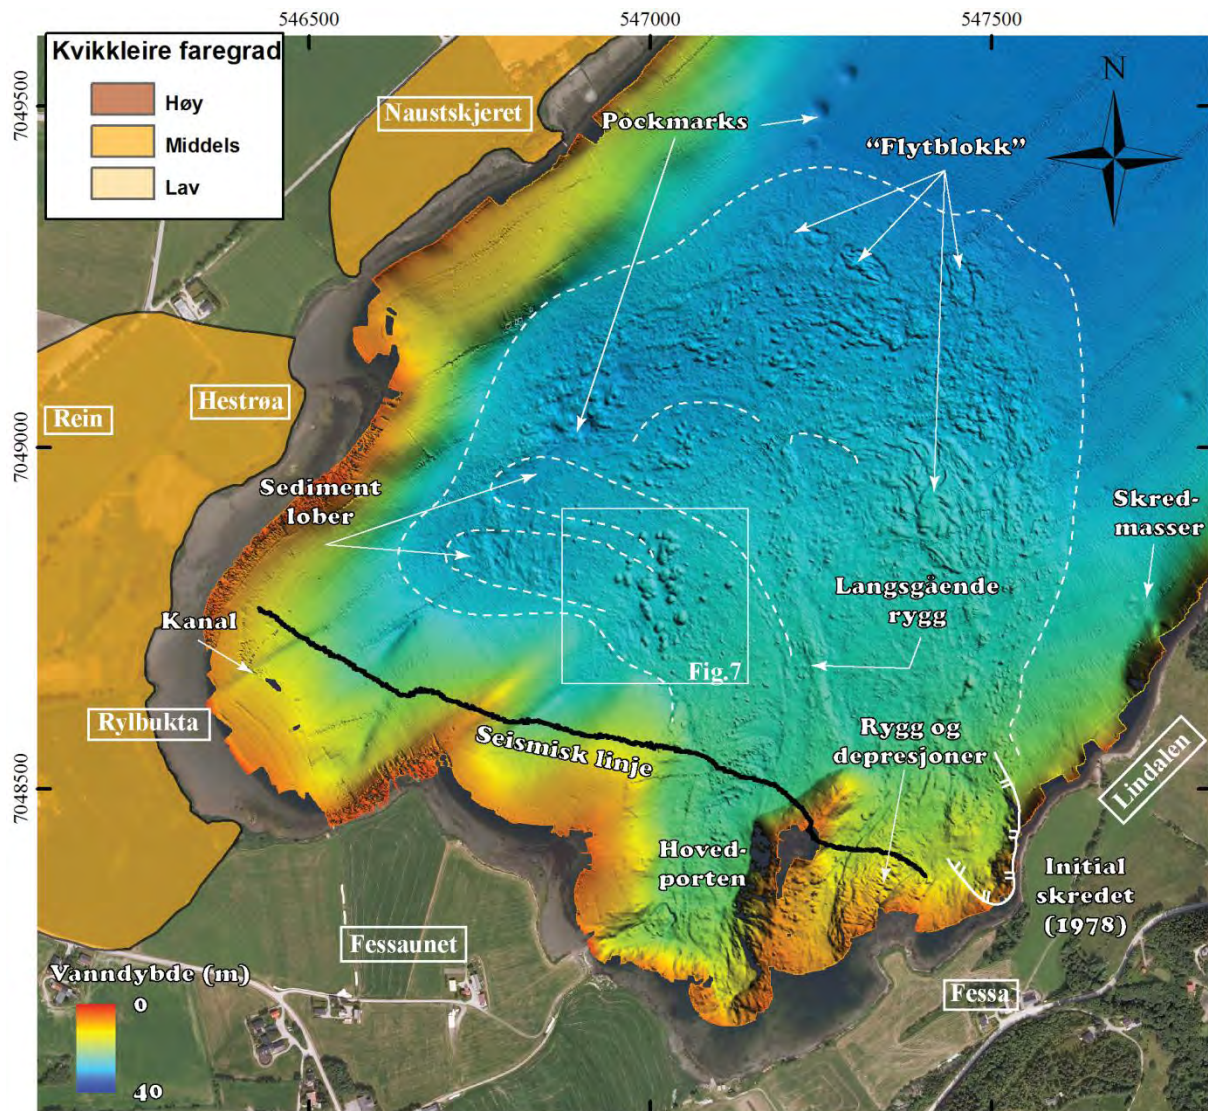 546500
547000
547500
Kvikkleire faregrad
Høy
Middels
Lav
N
7049500
7049000
7048500
Naustskjeret
Pockmarks
“Flytblokk”
Hestrøa
Rein
Sediment
lober
Skred-
masser
Langsgående
rygg
Kanal
Fig.7
Rylbukta
Seismisk linje
Rygg og
depresjoner
Lindalen
Hoved-
porten
Initial
skredet
(1978)
Fessaunet
Fessa
Vanndybde (m)
0
40